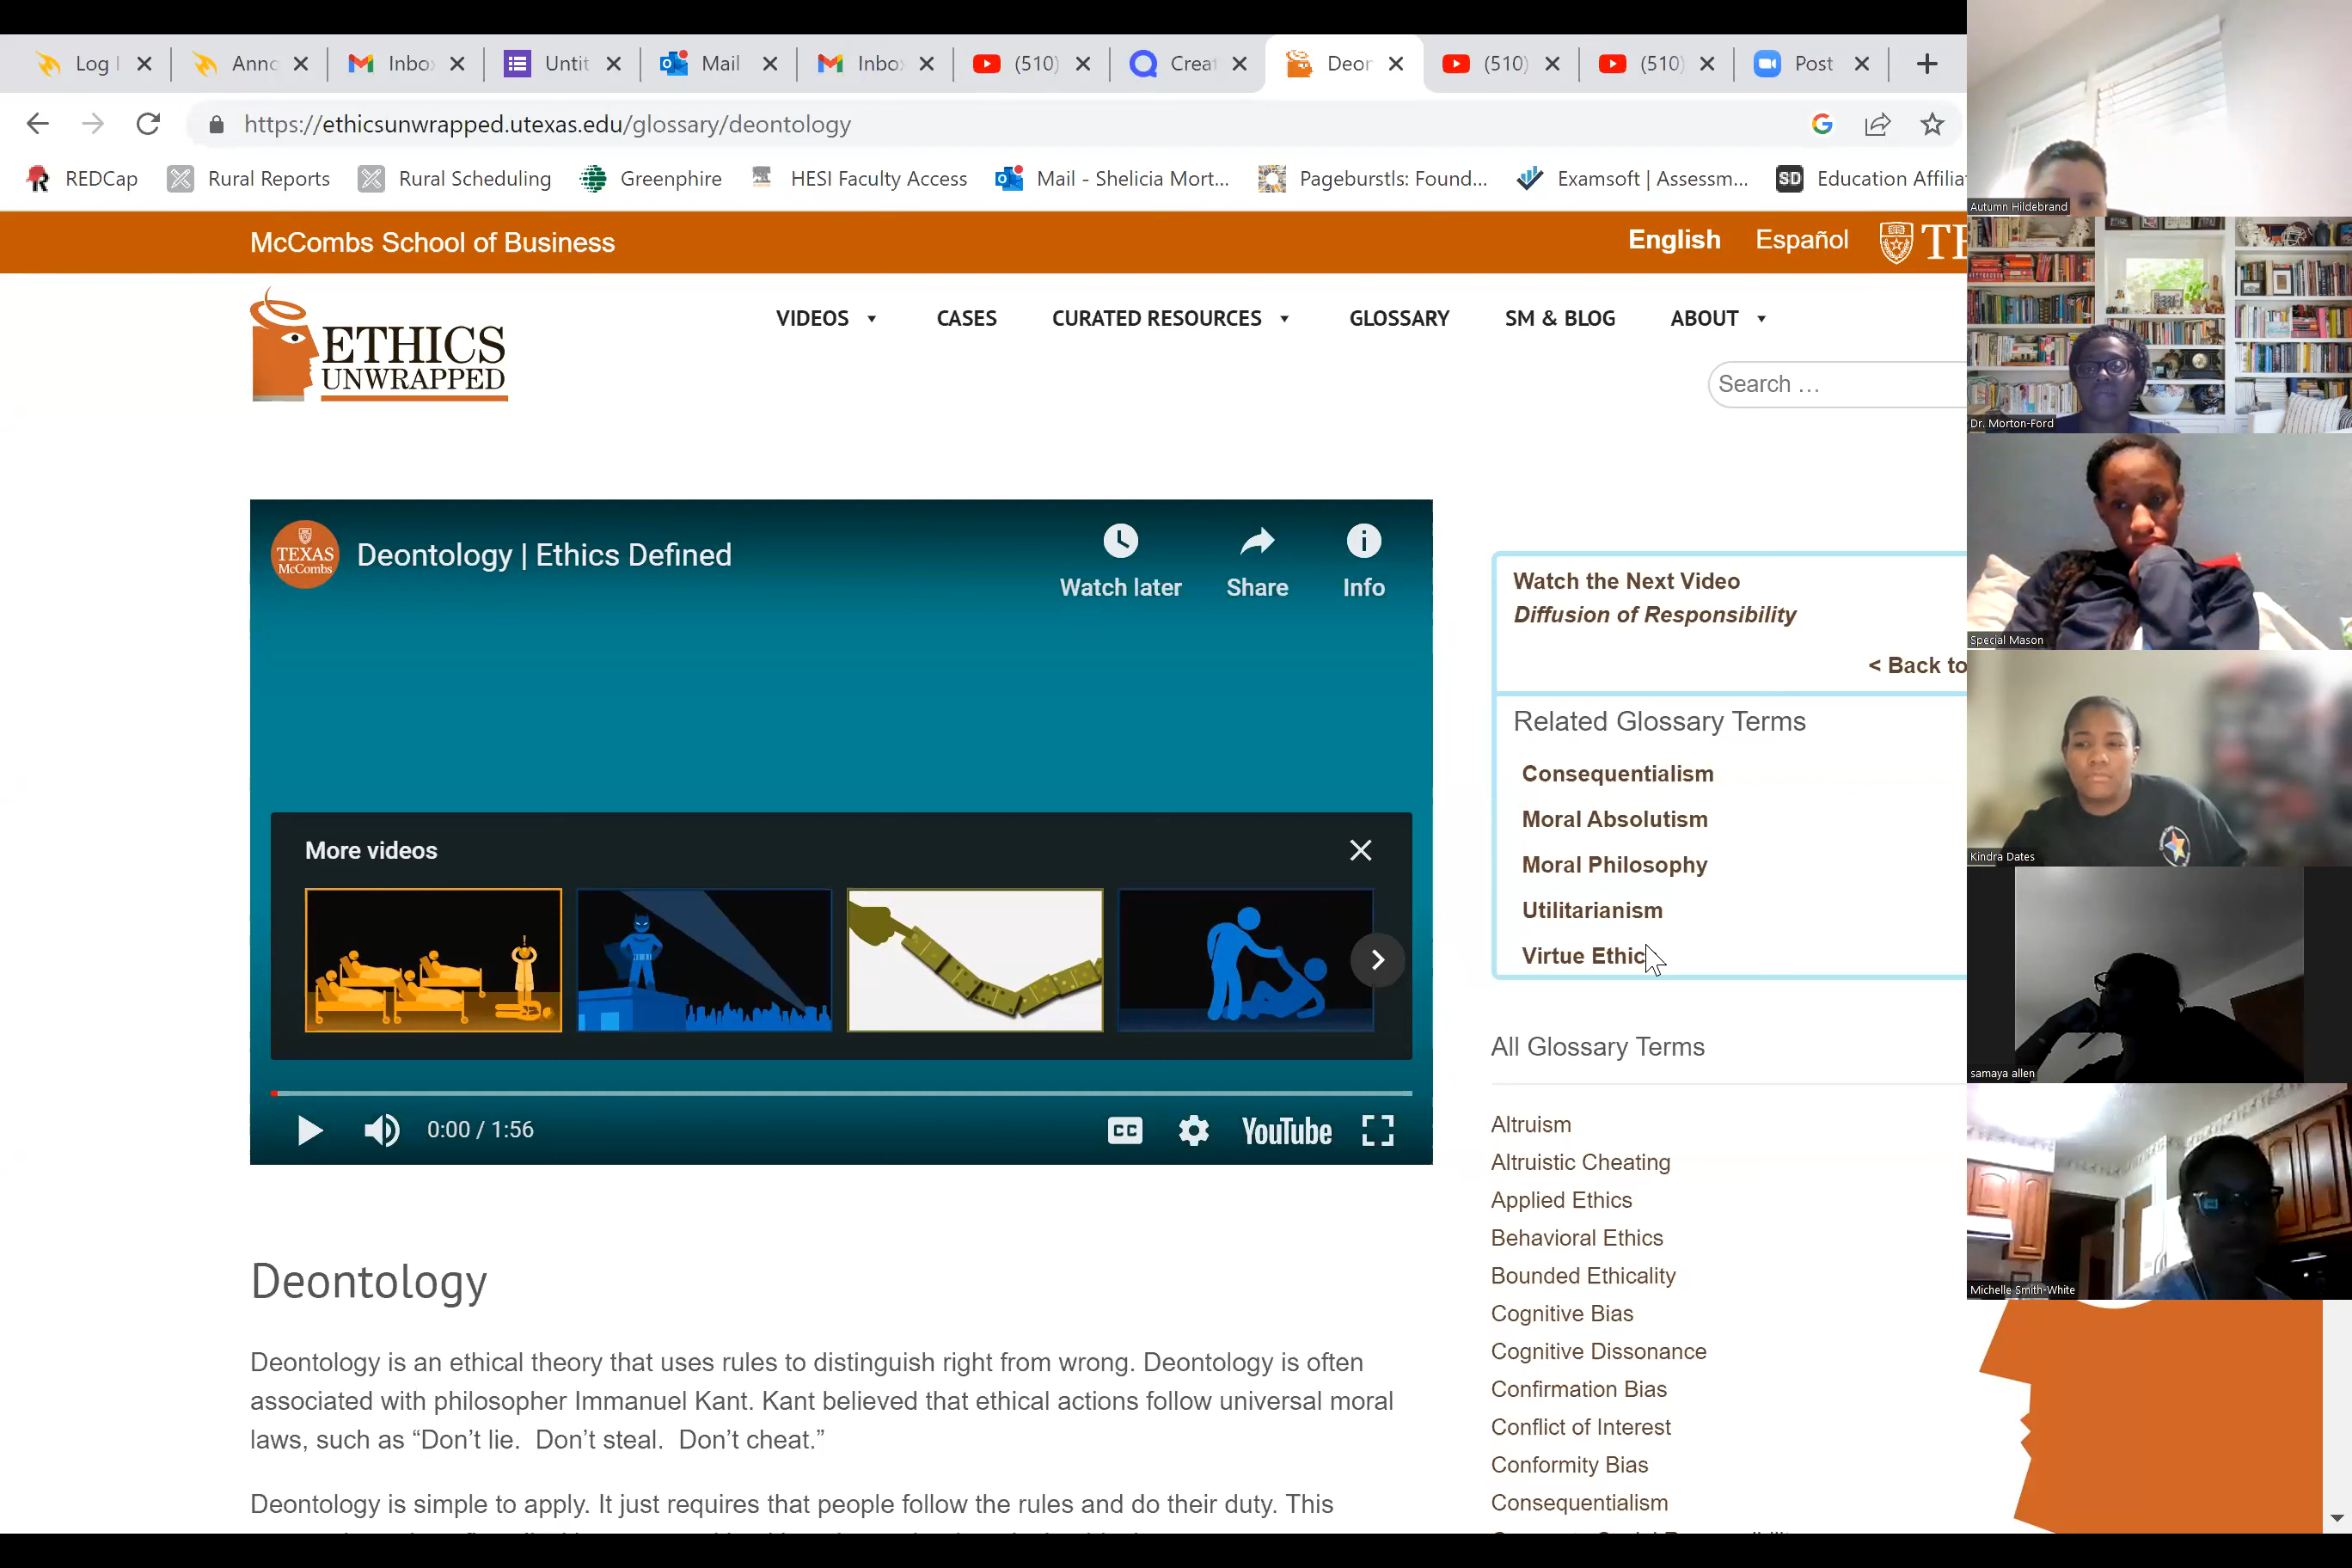 Log I
Anno
Inbox
Untit
Mail
Inbox
(510)
Creat
Deon
(510)
(510)
Post
https://ethicsunwrapped.utexas.edu/glossary/deontology
REDCap
Rural Reports
Rural Scheduling
Greenphire
HESI Faculty Access
Mail - Shelicia Mort...
Pageburstls: Found...
Examsoft | Assessm...
SD
Education Affilia
McCombs School of Business
English
Español
TE
ETHICS
UNWRAPPED
VIDEOS
CASES
CURATED RESOURCES
GLOSSARY
SM & BLOG
ABOUT
Search ...
TEXAS
McCombs
Deontology | Ethics Defined
Watch later
Share
Info
More videos
0:00 / 1:56
CC
YouTube
Watch the Next Video
Diffusion of Responsibility
< Back to
Related Glossary Terms
Consequentialism
Moral Absolutism
Moral Philosophy
Utilitarianism
Virtue Ethic
All Glossary Terms
Altruism
Altruistic Cheating
Applied Ethics
Behavioral Ethics
Bounded Ethicality
Cognitive Bias
Cognitive Dissonance
Confirmation Bias
Conflict of Interest
Conformity Bias
Consequentialism
Deontology
Deontology is an ethical theory that uses rules to distinguish right from wrong. Deontology is often
associated with philosopher Immanuel Kant. Kant believed that ethical actions follow universal moral
laws, such as “Don’t lie.  Don’t steal.  Don’t cheat.”
Deontology is simple to apply. It just requires that people follow the rules and do their duty. This
Autumn Hildebrand
Dr. Morton-Ford
Special Mason
Kindra Dates
samaya allen
Michelle Smith-White